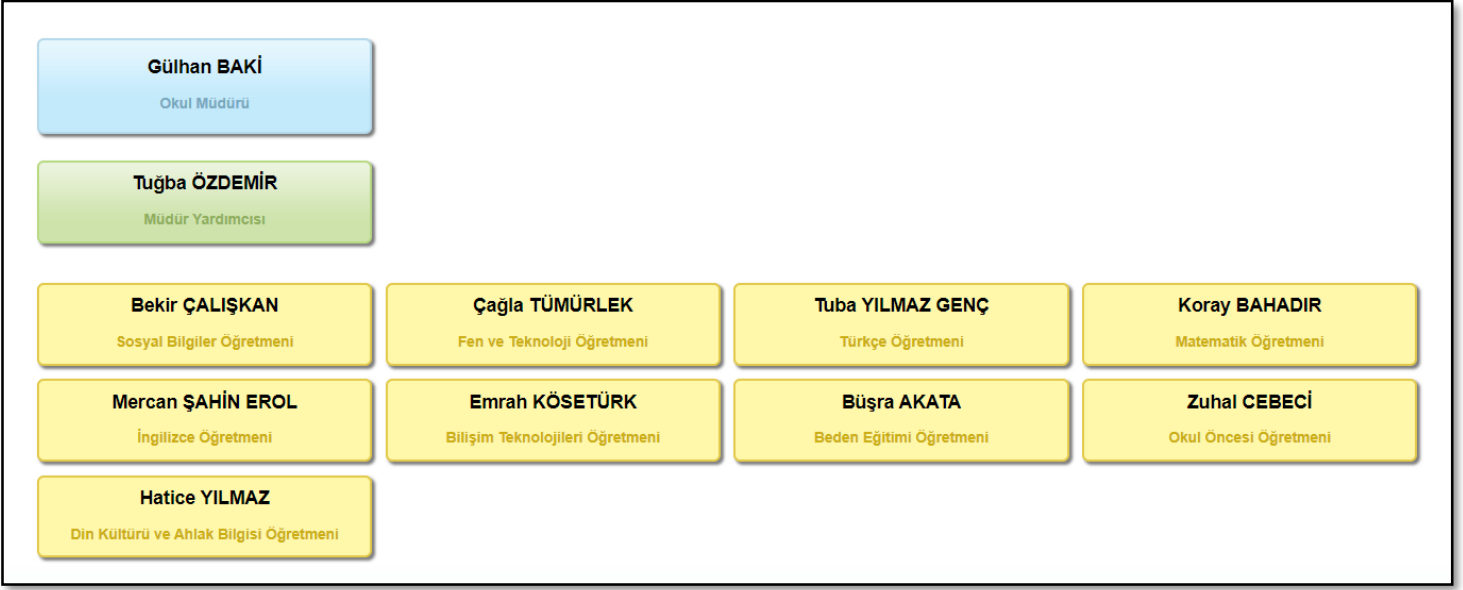 Gülhan BAKİ
Okul Müdürü
Tuğba ÖZDEMİR
Müdür Yardımcısı
Bekir ÇALIŞKAN
Sosyal Bilgiler Öğretmeni
Çağla TÜMÜRLEK
Fen ve Teknoloji Öğretmeni
Tuba YILMAZ GENÇ
Türkçe Öğretmeni
Koray BAHADIR
Matematik Öğretmeni
Mercan ŞAHİN EROL
İngilizce Öğretmeni
Emrah KÖSETÜRK
Bilişim Teknolojileri Öğretmeni
Büşra AKATA
Beden Eğitimi Öğretmeni
Zuhal CEBECİ
Okul Öncesi Öğretmeni
Hatice YILMAZ
Din Kültürü ve Ahlak Bilgisi Öğretmeni